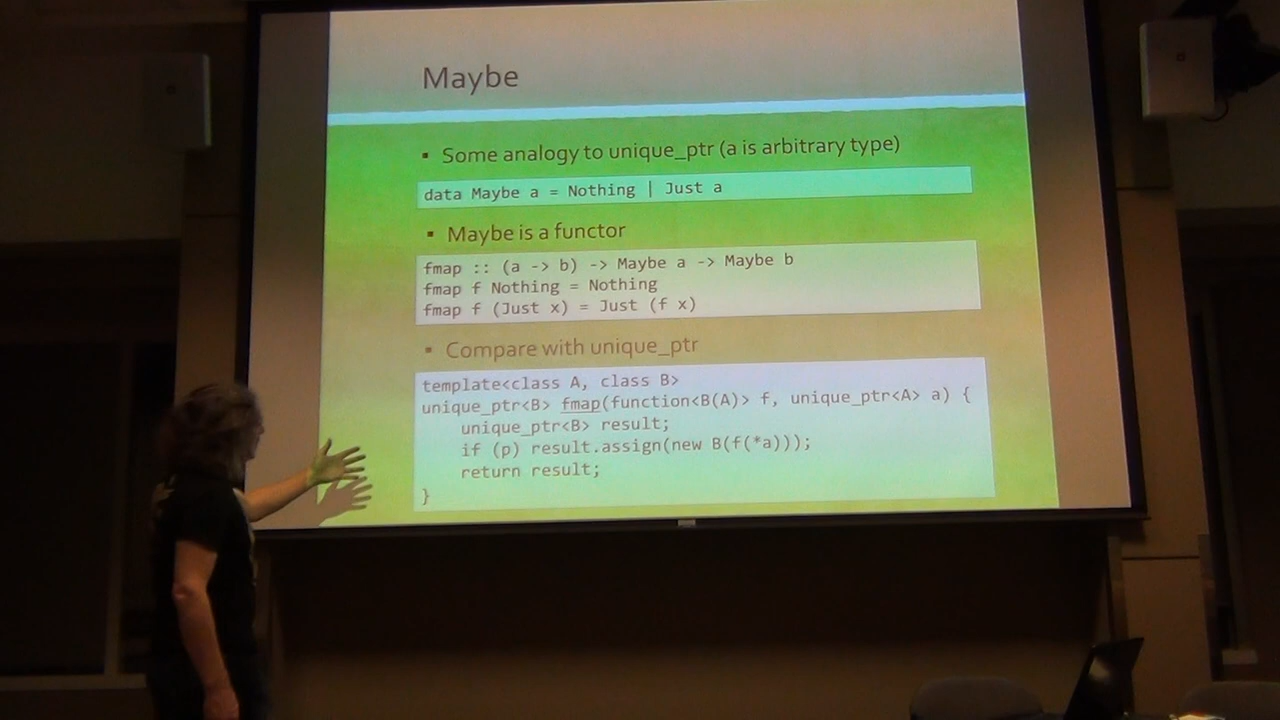 Maybe
▪ Some analogy to unique_ptr (a is arbitrary type)
data Maybe a = Nothing | Just a
▪ Maybe is a functor
fmap :: (a -> b) -> Maybe a -> Maybe b
fmap f Nothing = Nothing
fmap f (Just x) = Just (f x)
▪ Compare with unique_ptr
template<class A, class B>
unique_ptr<B> fmap(function<B(A)> f, unique_ptr<A> a) {
    unique_ptr<B> result;
    if (p) result.assign(new B(f(*a)));
    return result;
}